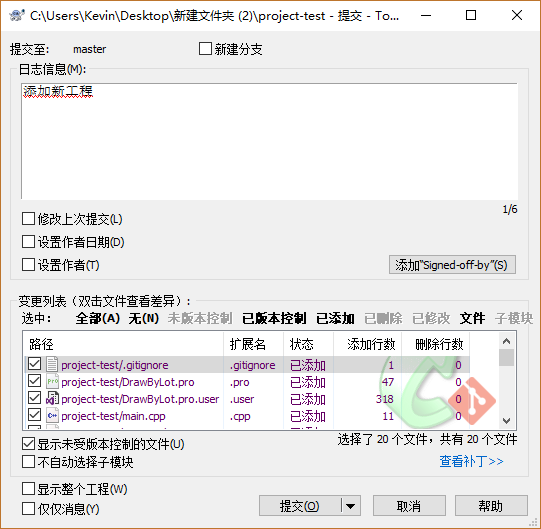 C:\Users\Kevin\Desktop\新建文件夹 (2)\project-test - 提交 - To...
提交至: master 新建分支
日志信息(M):
添加新工程
1/6
修改上次提交(L)
设置作者日期(D)
设置作者(T) 添加"Signed-off-by"(S)
变更列表（双击文件查看差异）:
选中: 全部(A) 无(N) 未版本控制 已版本控制 已添加 已删除 已修改 文件 子模块
路径 扩展名 状态 添加行数 删除行数
project-test/.gitignore .gitignore 已添加 1 0
project-test/DrawByLot.pro .pro 已添加 47 0
project-test/DrawByLot.pro.user .user 已添加 318 0
project-test/main.cpp .cpp 已添加 11 0
显示未受版本控制的文件(U) 选择了 20 个文件，共有 20 个文件
不自动选择子模块 查看补丁>>
显示整个工程(W)
仅仅消息(Y) 提交(O) 取消 帮助